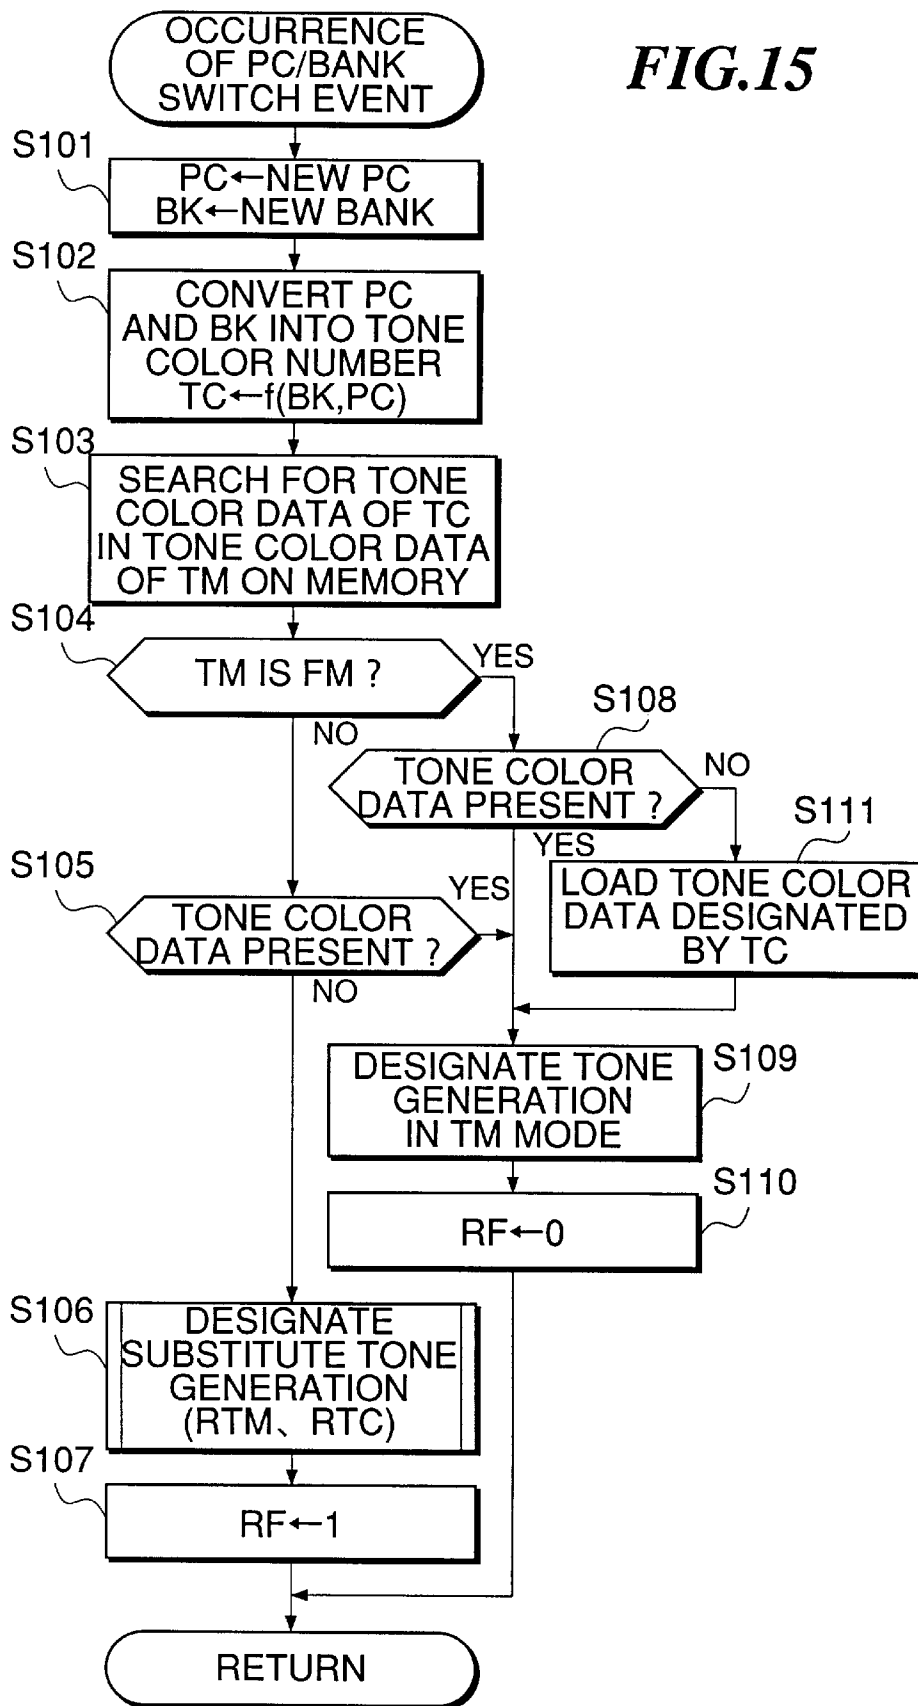 OCCURRENCE
OF PC/BANK
SWITCH EVENT
FIG.15
S101
PC←NEW PC
BK←NEW BANK
S102
CONVERT PC
AND BK INTO TONE
COLOR NUMBER
TC←f(BK,PC)
S103
SEARCH FOR TONE
COLOR DATA OF TC
IN TONE COLOR DATA
OF TM ON MEMORY
S104
TM IS FM ?
YES
NO
S108
TONE COLOR
DATA PRESENT ?
NO
YES
S111
LOAD TONE COLOR
DATA DESIGNATED
BY TC
S105
TONE COLOR
DATA PRESENT ?
YES
NO
DESIGNATE TONE
GENERATION
IN TM MODE
S109
RF←0
S110
S106
DESIGNATE
SUBSTITUTE TONE
GENERATION
(RTM、RTC)
S107
RF←1
RETURN